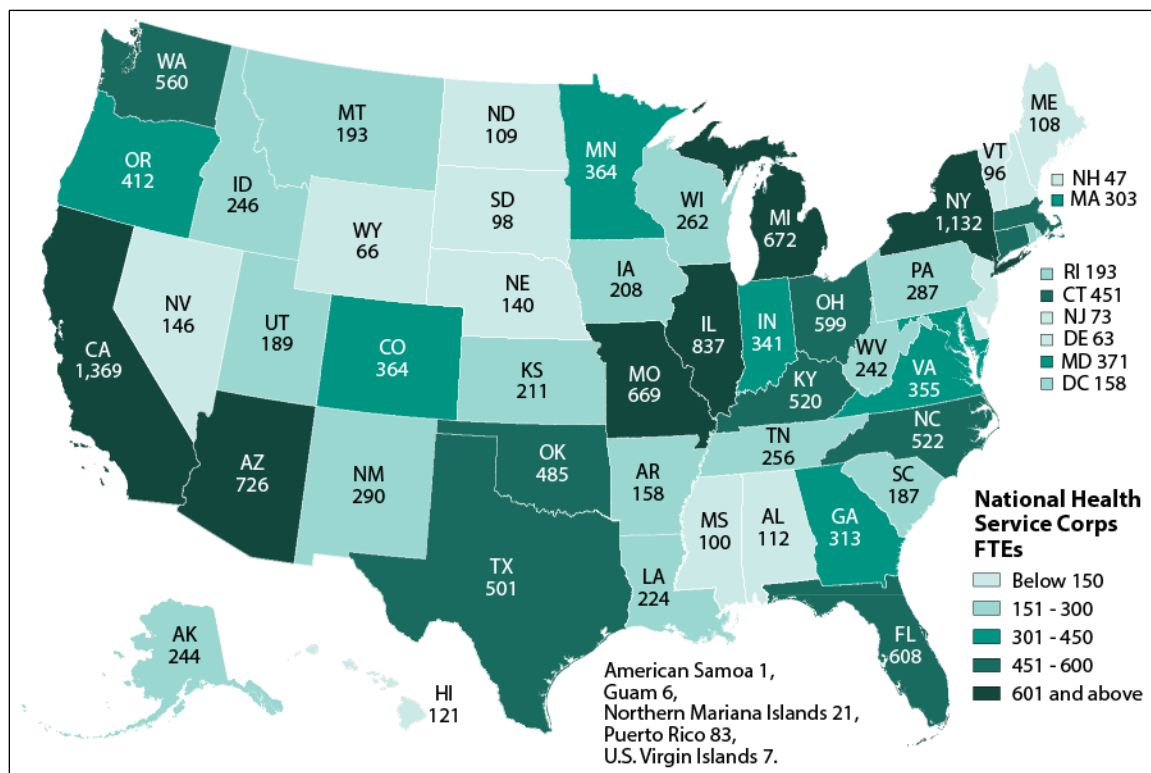 WA
560
MT
193
ND
109
MN
364
ME
108
VT
96
NH 47
MA 303
OR
412
ID
246
WI
262
SD
98
MI
672
NY
1,132
WY
66
RI 193
CT 451
NJ 73
DE 63
MD 371
DC 158
IA
208
PA
287
NE
140
NV
146
UT
189
OH
599
IL
837
IN
341
CA
1,369
CO
364
WV
242
VA
355
KS
211
MO
669
KY
520
NC
522
TN
256
AZ
726
NM
290
OK
485
AR
158
SC
187
MS
100
AL
112
GA
313
TX
501
LA
224
FL
608
AK
244
HI
121
American Samoa 1,
Guam 6,
Northern Mariana Islands 21,
Puerto Rico 83,
U.S. Virgin Islands 7.
National Health
Service Corps
FTEs
Below 150
151 - 300
301 - 450
451 - 600
601 and above